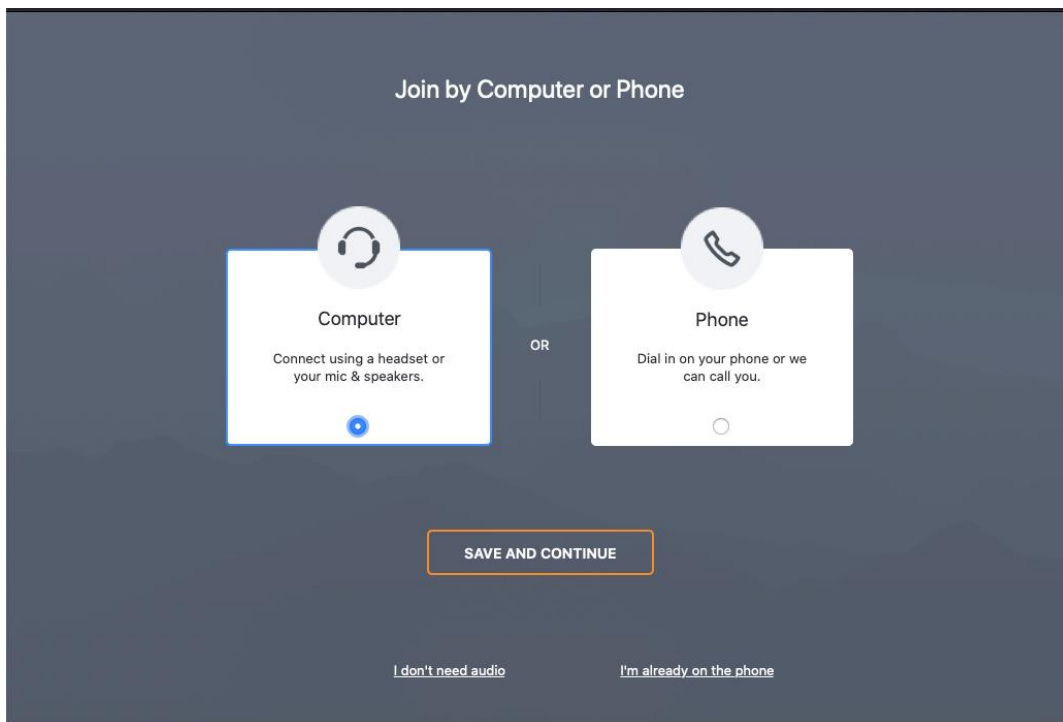 Join by Computer or Phone
Computer
Connect using a headset or
your mic & speakers.
OR
Phone
Dial in on your phone or we
can call you.
SAVE AND CONTINUE
I don't need audio
I'm already on the phone